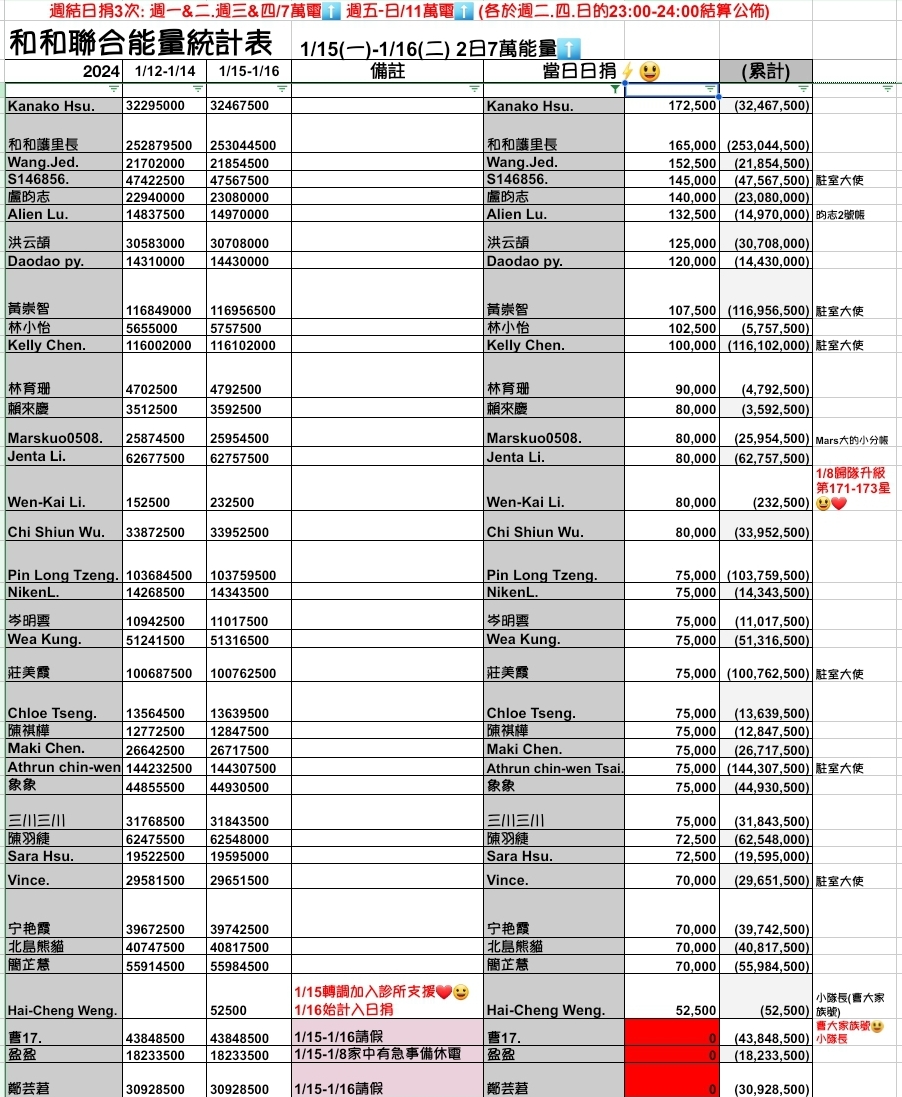 週結日捐3次: 週一&二.週三&四/7萬電⬆️ 週五-日/11萬電⬆️ (各於週二.四.日的23:00-24:00結算公佈)
和和聯合能量統計表 1/15(一)-1/16(二) 2日7萬能量⬆️
2024 1/12-1/14 1/15-1/16 備註 當日日捐⚡😃 (累計)
Kanako Hsu. 32295000 32467500 Kanako Hsu. 172,500 (32,467,500)
和和護里長 252879500 253044500 和和護里長 165,000 (253,044,500)
Wang.Jed. 21702000 21854500 Wang.Jed. 152,500 (21,854,500)
S146856. 47422500 47567500 S146856. 145,000 (47,567,500) 駐室大使
盧昀志 22940000 23080000 盧昀志 140,000 (23,080,000)
Alien Lu. 14837500 14970000 Alien Lu. 132,500 (14,970,000) 昀志2號帳
洪云頡 30583000 30708000 洪云頡 125,000 (30,708,000)
Daodao py. 14310000 14430000 Daodao py. 120,000 (14,430,000)
黃崇智 116849000 116956500 黃崇智 107,500 (116,956,500) 駐室大使
林小怡 5655000 5757500 林小怡 102,500 (5,757,500)
Kelly Chen. 116002000 116102000 Kelly Chen. 100,000 (116,102,000) 駐室大使
林育珊 4702500 4792500 林育珊 90,000 (4,792,500)
賴來慶 3512500 3592500 賴來慶 80,000 (3,592,500)
Marskuo0508. 25874500 25954500 Marskuo0508. 80,000 (25,954,500) Mars大的小分帳
Jenta Li. 62677500 62757500 Jenta Li. 80,000 (62,757,500)
Wen-Kai Li. 152500 232500 Wen-Kai Li. 80,000 (232,500) 1/8歸隊升級
第171-173星
😃❤️
Chi Shiun Wu. 33872500 33952500 Chi Shiun Wu. 80,000 (33,952,500)
Pin Long Tzeng. 103684500 103759500 Pin Long Tzeng. 75,000 (103,759,500)
NikenL. 14268500 14343500 NikenL. 75,000 (14,343,500)
岑明雲 10942500 11017500 岑明雲 75,000 (11,017,500)
Wea Kung. 51241500 51316500 Wea Kung. 75,000 (51,316,500)
莊美霞 100687500 100762500 莊美霞 75,000 (100,762,500) 駐室大使
Chloe Tseng. 13564500 13639500 Chloe Tseng. 75,000 (13,639,500)
陳祺樺 12772500 12847500 陳祺樺 75,000 (12,847,500)
Maki Chen. 26642500 26717500 Maki Chen. 75,000 (26,717,500)
Athrun chin-wen 144232500 144307500 Athrun chin-wen Tsai. 75,000 (144,307,500) 駐室大使
象象 44855500 44930500 象象 75,000 (44,930,500)
三川三川 31768500 31843500 三川三川 75,000 (31,843,500)
陳羽緁 62475500 62548000 陳羽緁 72,500 (62,548,000)
Sara Hsu. 19522500 19595000 Sara Hsu. 72,500 (19,595,000)
Vince. 29581500 29651500 Vince. 70,000 (29,651,500) 駐室大使
宁艳霞 39672500 39742500 宁艳霞 70,000 (39,742,500)
北島熊貓 40747500 40817500 北島熊貓 70,000 (40,817,500)
簡芷慧 55914500 55984500 簡芷慧 70,000 (55,984,500)
1/15轉調加入診所支援❤️😀
Hai-Cheng Weng. 52500 1/16始計入日捐 Hai-Cheng Weng. 52,500 (52,500) 小隊長(曹大家
族號)
曹17. 43848500 43848500 1/15-1/16請假 曹17. 0 (43,848,500) 曹大家族號😃
小隊長
盈盈 18233500 18233500 1/15-1/8家中有急事備休電 盈盈 0 (18,233,500)
鄭芸菩 30928500 30928500 1/15-1/16請假 鄭芸菩 0 (30,928,500)